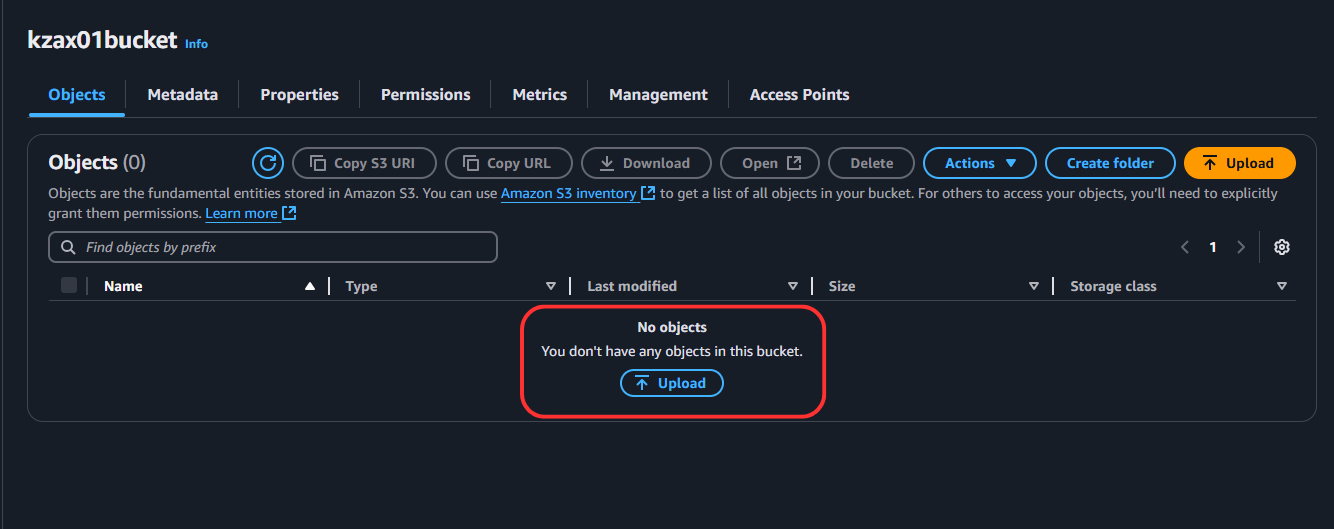 kzax01bucket Info
Objects Metadata Properties Permissions Metrics Management Access Points
Objects (0) Copy S3 URI Copy URL Download Open Delete Actions Create folder Upload
Objects are the fundamental entities stored in Amazon S3. You can use Amazon S3 inventory to get a list of all objects in your bucket. For others to access your objects, you’ll need to explicitly
grant them permissions. Learn more
Find objects by prefix 1
Name Type Last modified Size Storage class
No objects
You don't have any objects in this bucket.
Upload